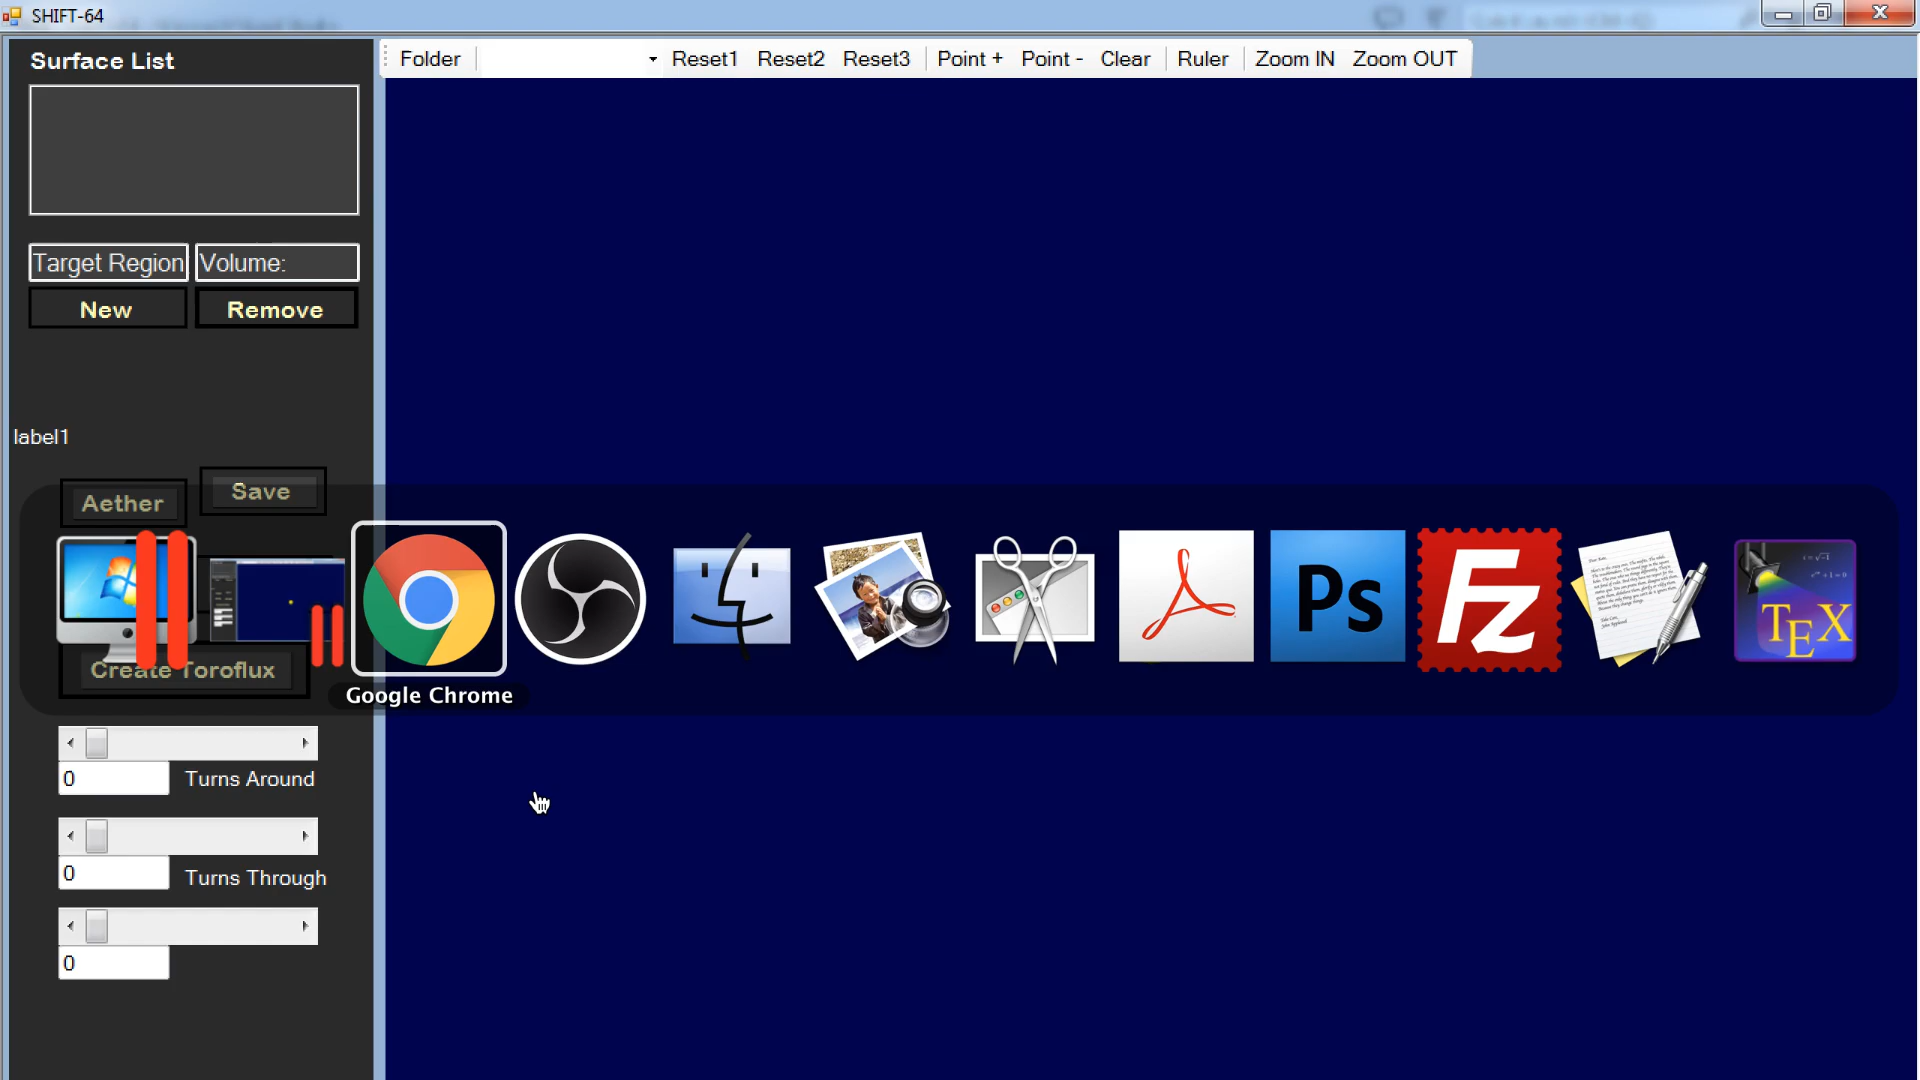 SHIFT-64
Surface List
Folder
Reset1
Reset2
Reset3
Point +
Point -
Clear
Ruler
Zoom IN
Zoom OUT
Target Region
Volume:
New
Remove
label1
Aether
Save
Ps
Fz
TEX
Create Toroflux
Google Chrome
0
Turns Around
0
Turns Through
0